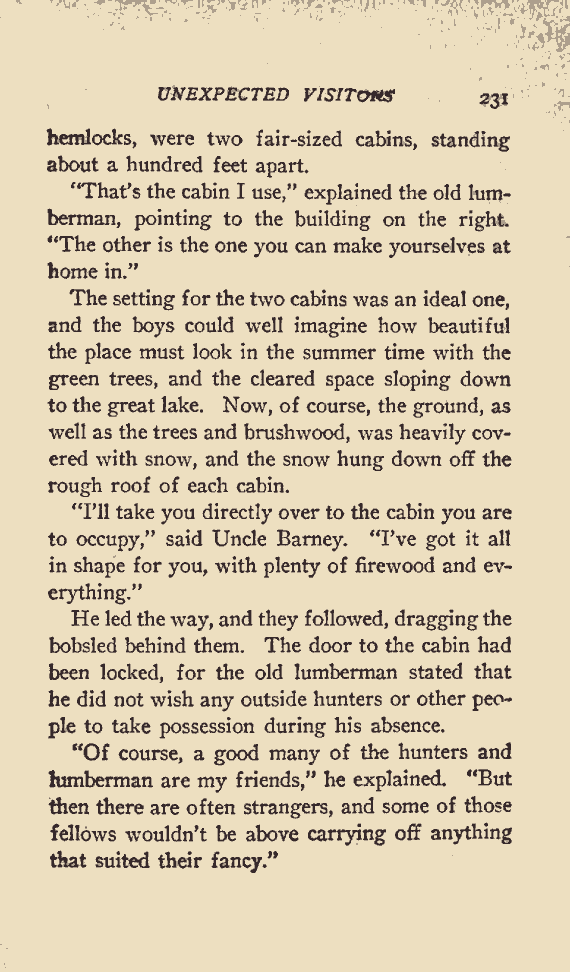 UNEXPECTED VISITORS 231
hemlocks, were two fair-sized cabins, standing
about a hundred feet apart.
"That's the cabin I use," explained the old lum-
berman, pointing to the building on the right.
"The other is the one you can make yourselves at
home in."
The setting for the two cabins was an ideal one,
and the boys could well imagine how beautiful
the place must look in the summer time with the
green trees, and the cleared space sloping down
to the great lake. Now, of course, the ground, as
well as the trees and brushwood, was heavily cov-
ered with snow, and the snow hung down off the
rough roof of each cabin.
"I'll take you directly over to the cabin you are
to occupy," said Uncle Barney. "I've got it all
in shape for you, with plenty of firewood and ev-
erything."
He led the way, and they followed, dragging the
bobsled behind them. The door to the cabin had
been locked, for the old lumberman stated that
he did not wish any outside hunters or other peo-
ple to take possession during his absence.
"Of course, a good many of the hunters and
lumberman are my friends," he explained. "But
then there are often strangers, and some of those
fellows wouldn't be above carrying off anything
that suited their fancy."